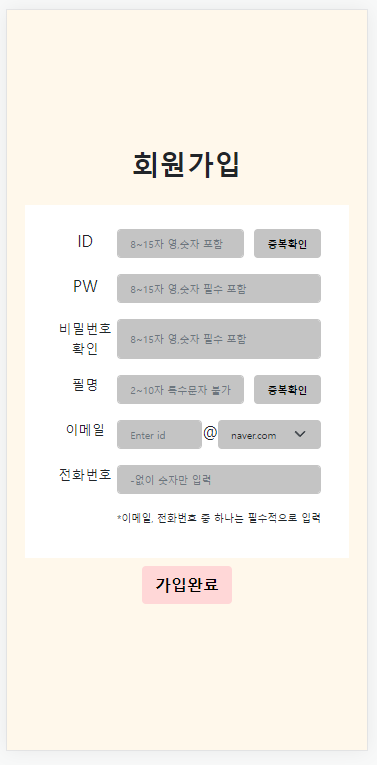 회원가입
ID 8~15자 영,숫자 포함 중복확인
PW 8~15자 영,숫자 필수 포함
비밀번호
확인 8~15자 영,숫자 필수 포함
필명 2~10자 특수문자 불가 중복확인
이메일 Enter id @ naver.com
전화번호 -없이 숫자만 입력
*이메일, 전화번호 중 하나는 필수적으로 입력
가입완료